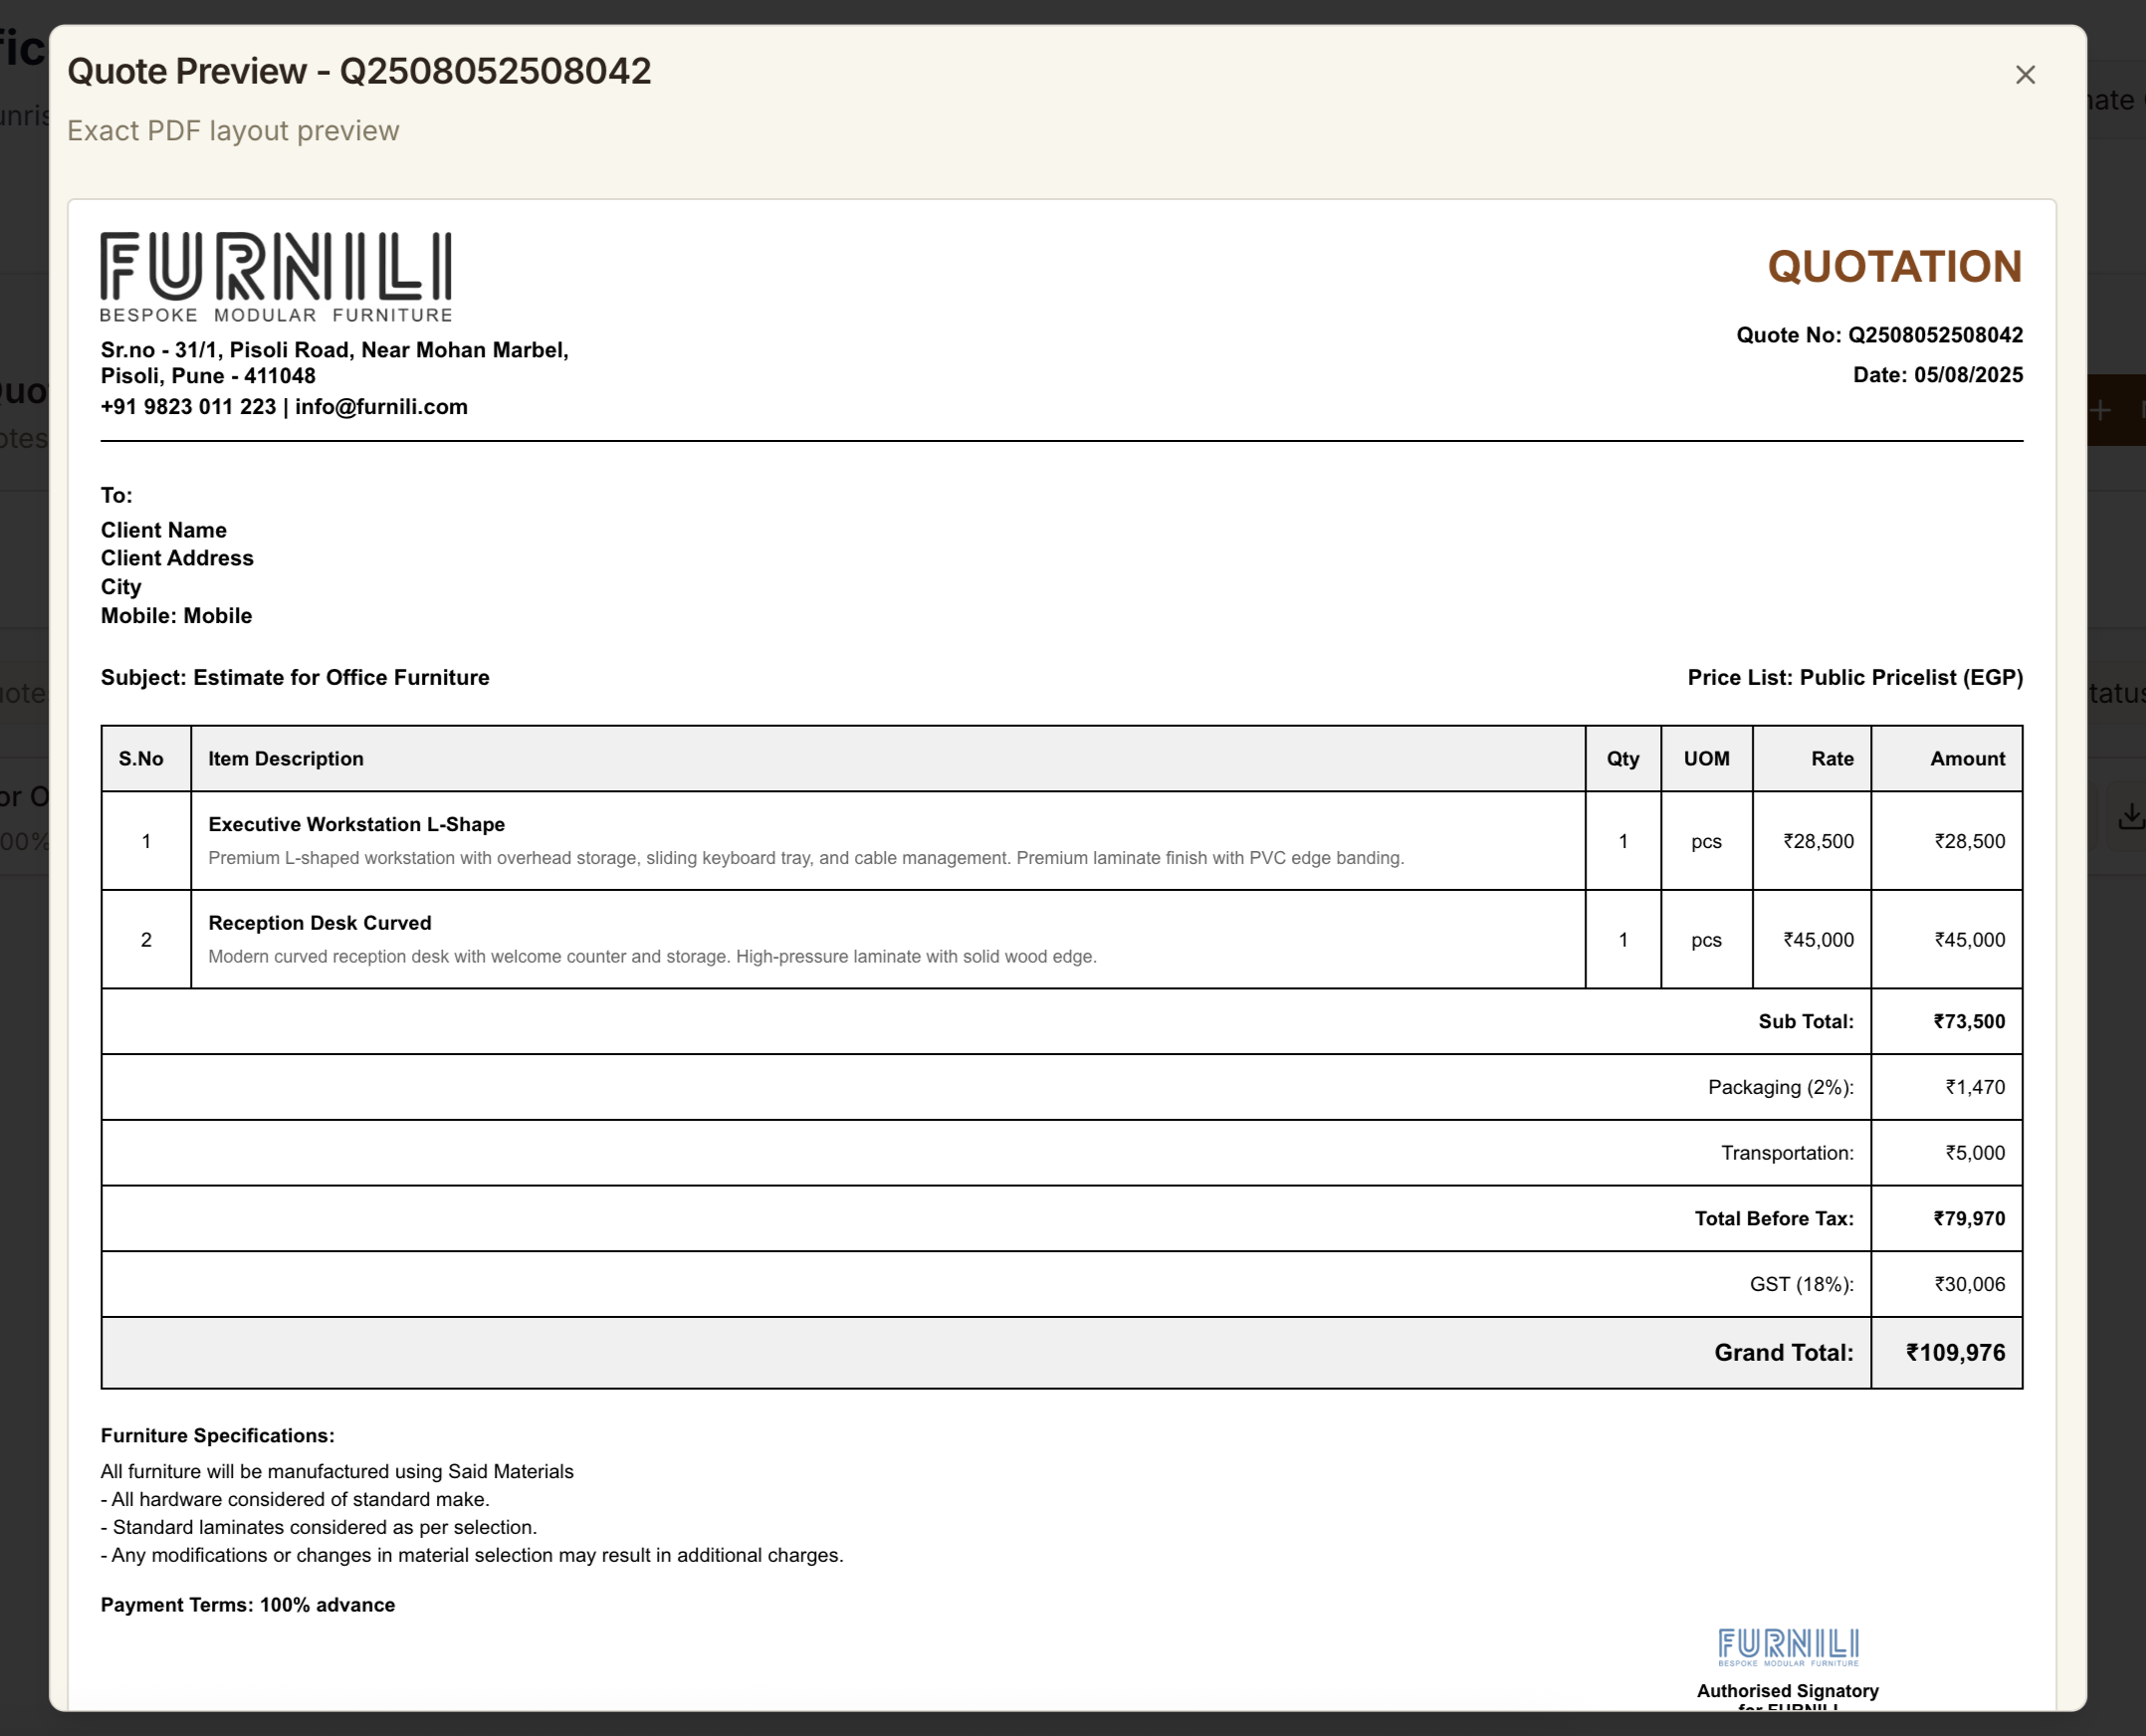 Quote Preview - Q2508052508042
Exact PDF layout preview
FURNILI
BESPOKE MODULAR FURNITURE
Sr.no - 31/1, Pisoli Road, Near Mohan Marbel,
Pisoli, Pune - 411048
+91 9823 011 223 | info@furnili.com
QUOTATION
Quote No: Q2508052508042
Date: 05/08/2025
To:
Client Name
Client Address
City
Mobile: Mobile
Subject: Estimate for Office Furniture
Price List: Public Pricelist (EGP)
S.No Item Description Qty UOM Rate Amount
1 Executive Workstation L-Shape 1 pcs ₹28,500 ₹28,500
Premium L-shaped workstation with overhead storage, sliding keyboard tray, and cable management. Premium laminate finish with PVC edge banding.
2 Reception Desk Curved 1 pcs ₹45,000 ₹45,000
Modern curved reception desk with welcome counter and storage. High-pressure laminate with solid wood edge.
Sub Total: ₹73,500
Packaging (2%): ₹1,470
Transportation: ₹5,000
Total Before Tax: ₹79,970
GST (18%): ₹30,006
Grand Total: ₹109,976
Furniture Specifications:
All furniture will be manufactured using Said Materials
- All hardware considered of standard make.
- Standard laminates considered as per selection.
- Any modifications or changes in material selection may result in additional charges.
Payment Terms: 100% advance
FURNILI
BESPOKE MODULAR FURNITURE
Authorised Signatory
for FURNILI